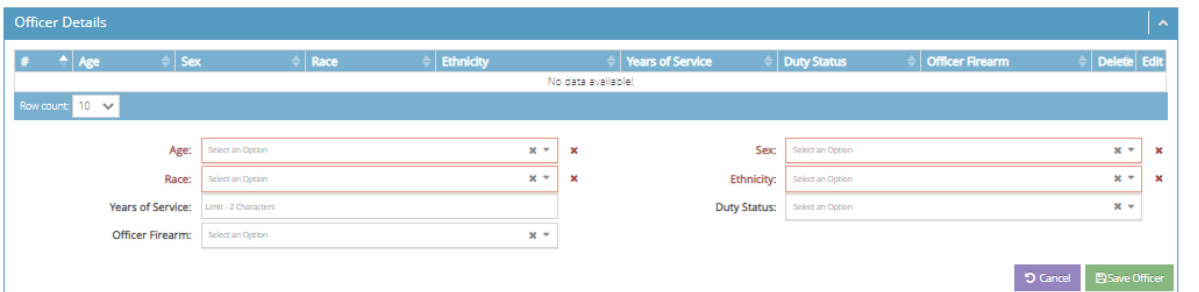 Officer Details
# Age Sex Race Ethnicity Years of Service Duty Status Officer Firearm Delete Edit
No data available!
Row count: 10
Age: Select an Option Sex: Select an Option
Race: Select an Option Ethnicity: Select an Option
Years of Service: Limit - 2 Characters Duty Status: Select an Option
Officer Firearm: Select an Option
Cancel Save Officer